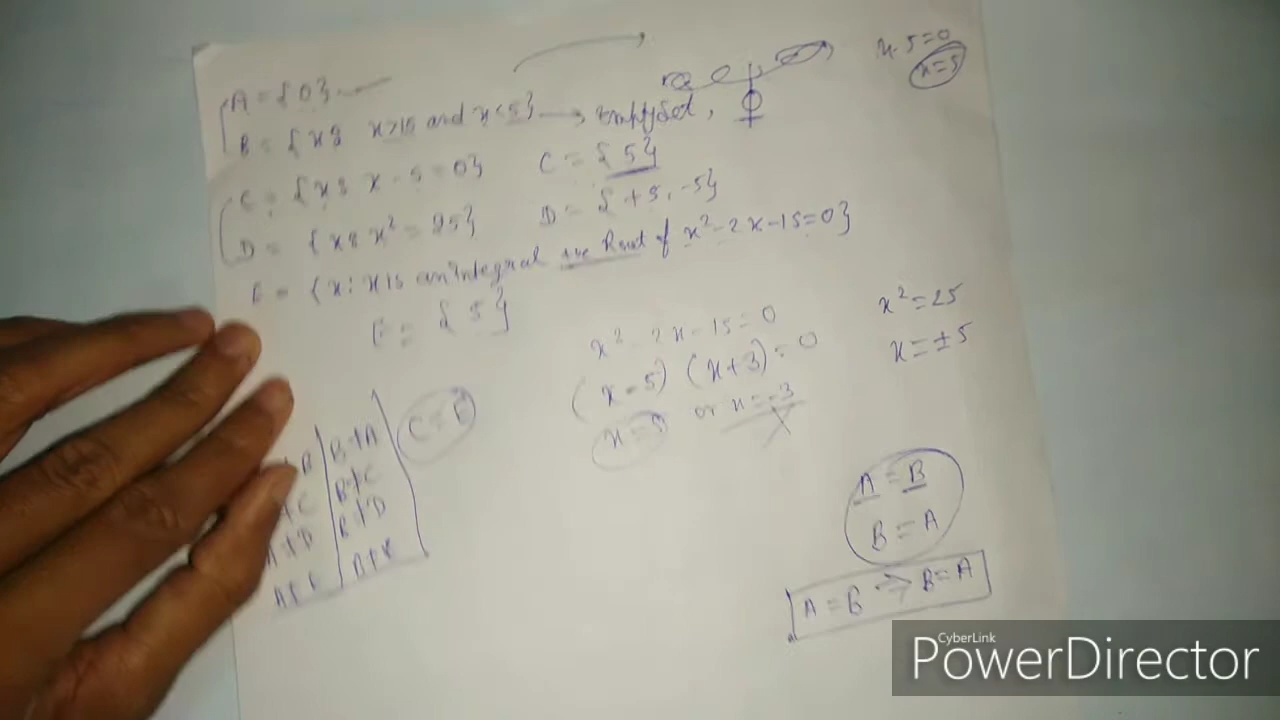 x - 5 = 0
x = 5
A = { 0 }
B = { x : x > 15 and x < 5 } → Empty Set,
C = { x : x - 5 = 0 } C = { 5 }
D = { x : x² = 25 } D = { +5, -5 }
E = { x : x is an integral +ve Root of x² - 2x - 15 = 0 }
E = { 5 }
x² - 2x - 15 = 0
(x - 5) (x + 3) = 0
x = 5 or x = -3
x² = 25
x = ±5
B ≠ A
B ≠ C
A ≠ D B ≠ D
A ≠ E B ≠ E
C = E
A = B
B = A
A = B ⇒ B = A
CyberLink
PowerDirector